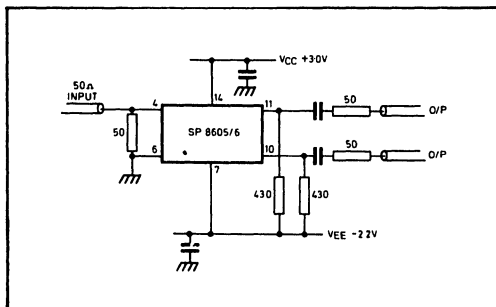 VCC +3·0V
50Ω
INPUT
14
4
11
50
O/P
50
SP 8605/6
6
10
50
O/P
7
430
430
VEE -2 2V